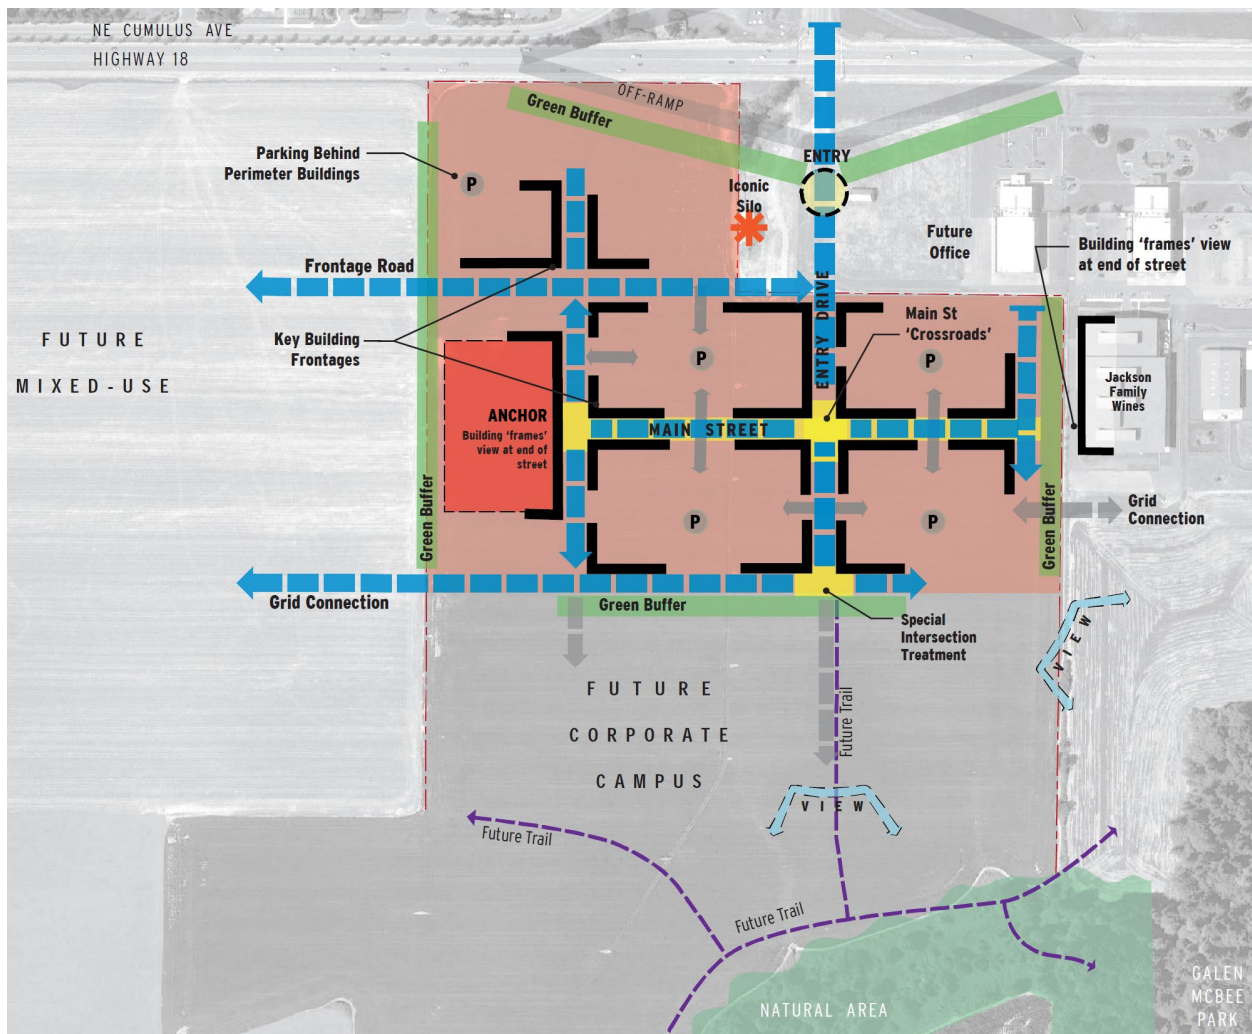 NE CUMULUS AVE
HIGHWAY 18
OFF-RAMP
Green Buffer
ENTRY
Parking Behind
Perimeter Buildings
P
Iconic
Silo
Future
Office
Building ‘frames’ view
at end of street
Frontage Road
ENTRY DRIVE
Main St
‘Crossroads’
FUTURE
MIXED-USE
Key Building
Frontages
P
P
Jackson
Family
Wines
ANCHOR
Building ‘frames’
view at end of
street
MAIN STREET
Green Buffer
P
P
Green Buffer
Grid
Connection
Grid Connection
Green Buffer
Special
Intersection
Treatment
VIEW
FUTURE
CORPORATE
CAMPUS
Future Trail
VIEW
Future Trail
Future Trail
NATURAL AREA
GALEN
MCBEE
PARK